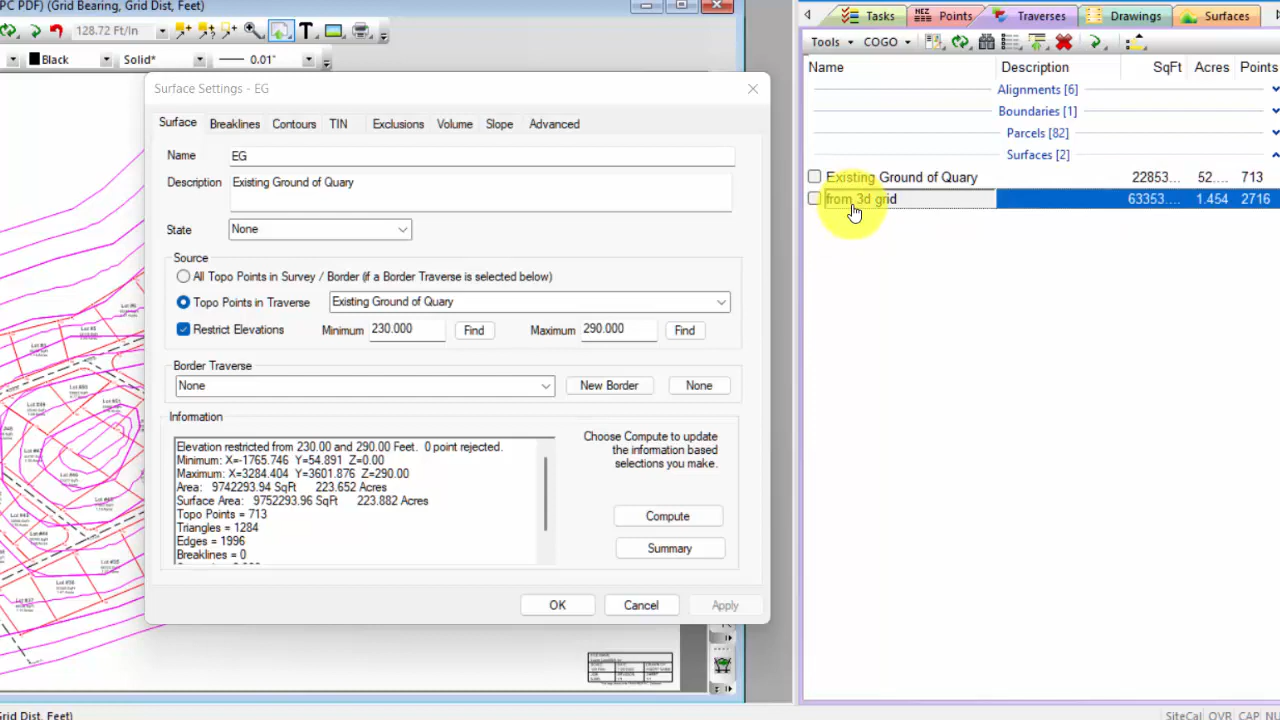 PC PDF) (Grid Bearing, Grid Dist, Feet)
128.72 Ft/In
Black
Solid*
0.01"
Surface Settings - EG
Surface Breaklines Contours TIN Exclusions Volume Slope Advanced
Name EG
Description Existing Ground of Quary
State None
Source
All Topo Points in Survey / Border (if a Border Traverse is selected below)
Topo Points in Traverse Existing Ground of Quary
Restrict Elevations Minimum 230.000 Find Maximum 290.000 Find
Border Traverse
None New Border None
Information
Elevation restricted from 230.00 and 290.00 Feet. 0 point rejected.
Minimum: X=-1765.746 Y=54.891 Z=0.00
Maximum: X=3284.404 Y=3601.876 Z=290.00
Area: 9742293.94 SqFt 223.652 Acres
Surface Area: 9752293.96 SqFt 223.882 Acres
Topo Points = 713
Triangles = 1284
Edges = 1996
Breaklines = 0
Choose Compute to update
the information based
selections you make.
Compute
Summary
OK Cancel Apply
Grid Dist, Feet)
Tasks Points Traverses Drawings Surfaces
Tools COGO
Name Description SqFt Acres Points
Alignments [6]
Boundaries [1]
Parcels [82]
Surfaces [2]
Existing Ground of Quary 22853.... 52.... 713
from 3d grid 63353.... 1.454 2716
SiteCal OVR CAP NU